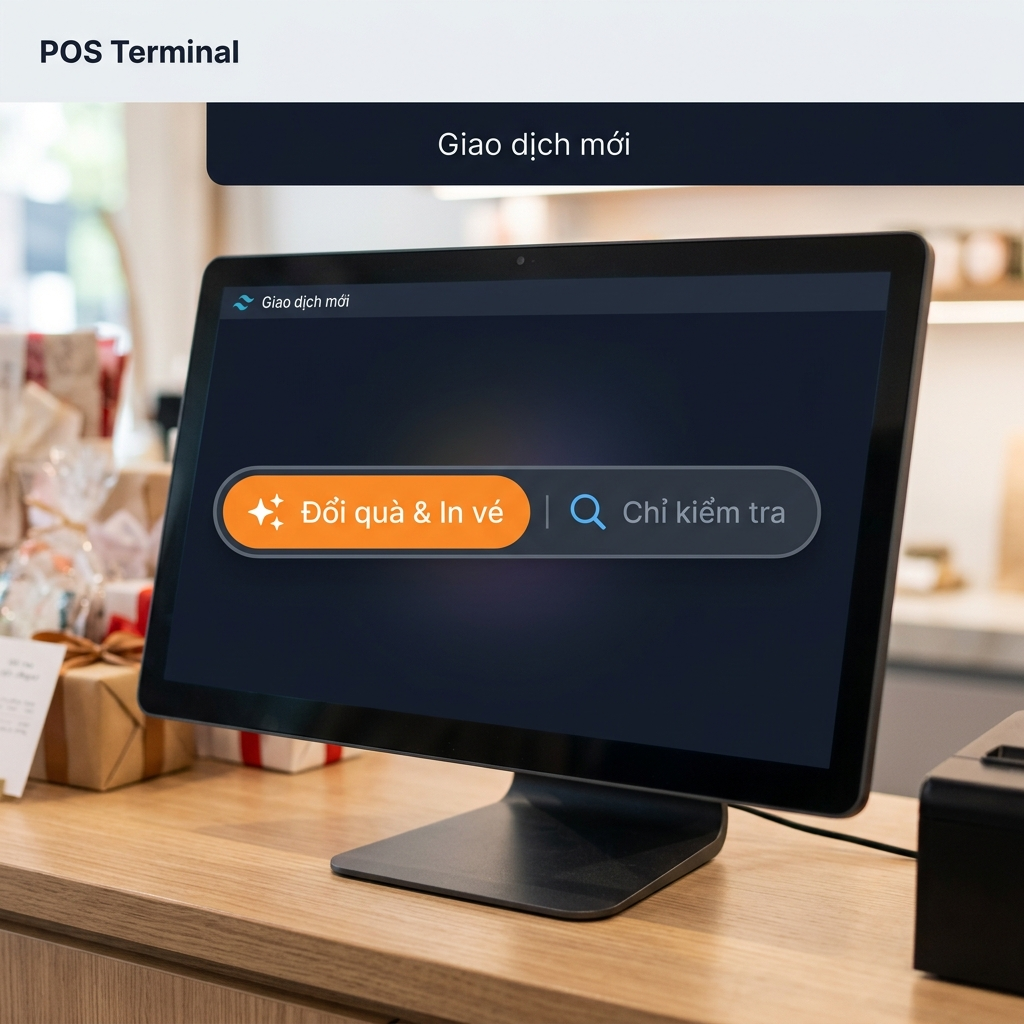 POS Terminal
Giao dịch mới
Giao dịch mới
Đổi quà & In vé
Chỉ kiểm tra